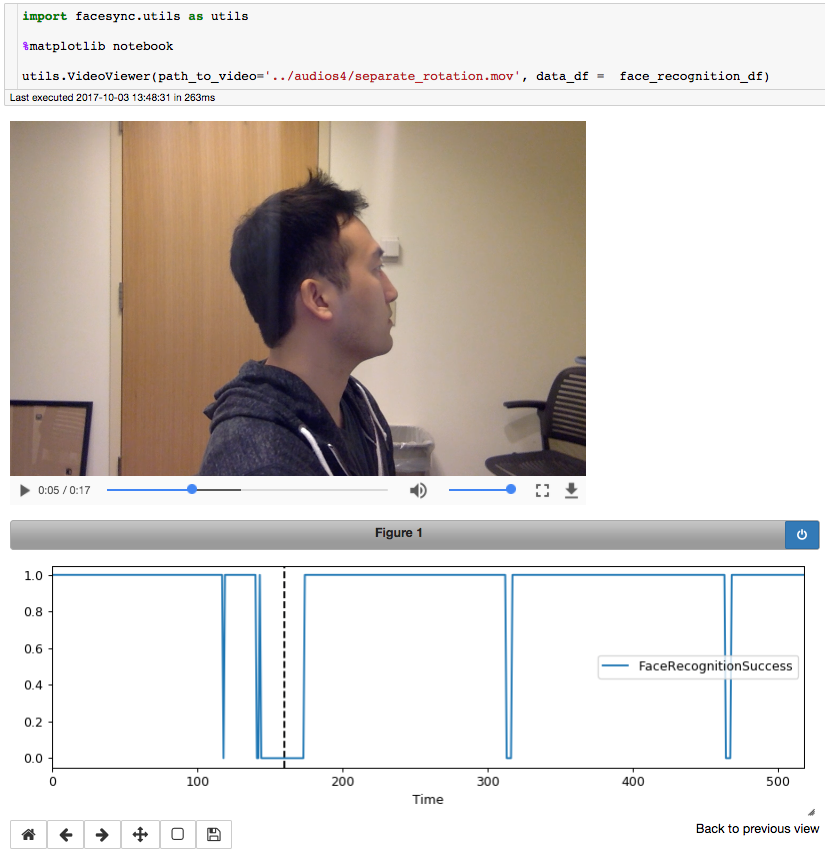 import facesync.utils as utils
%matplotlib notebook
utils.VideoViewer(path_to_video='../audios4/separate_rotation.mov', data_df =  face_recognition_df)
Last executed 2017-10-03 13:48:31 in 263ms
0:05 / 0:17
Figure 1
1.0
0.8
0.6
0.4
0.2
0.0
FaceRecognitionSuccess
0 100 200 300 400 500
Time
Back to previous view